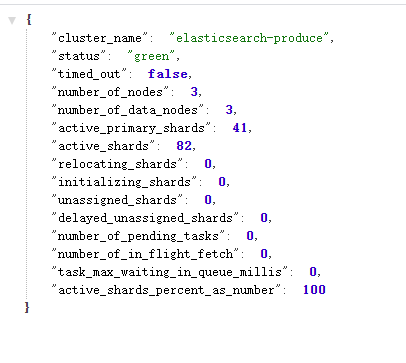 {
"cluster_name": "elasticsearch-produce",
"status": "green",
"timed_out": false,
"number_of_nodes": 3,
"number_of_data_nodes": 3,
"active_primary_shards": 41,
"active_shards": 82,
"relocating_shards": 0,
"initializing_shards": 0,
"unassigned_shards": 0,
"delayed_unassigned_shards": 0,
"number_of_pending_tasks": 0,
"number_of_in_flight_fetch": 0,
"task_max_waiting_in_queue_millis": 0,
"active_shards_percent_as_number": 100
}